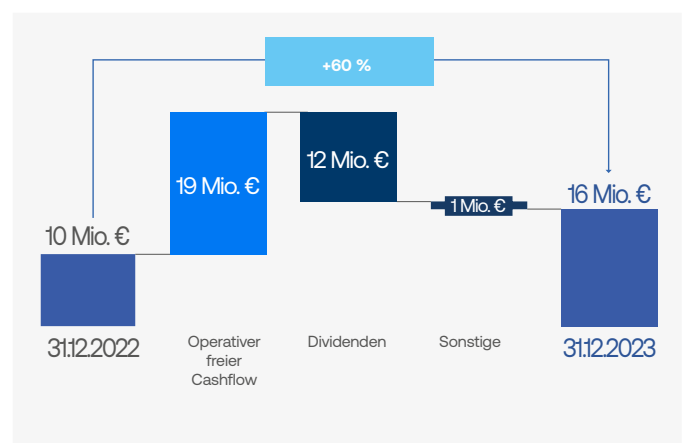 +60 %
12 Mio. €
19 Mio. €
16 Mio. €
1 Mio. €
10 Mio. €
31.12.2022
Operativer
freier
Cashflow
Dividenden
Sonstige
31.12.2023